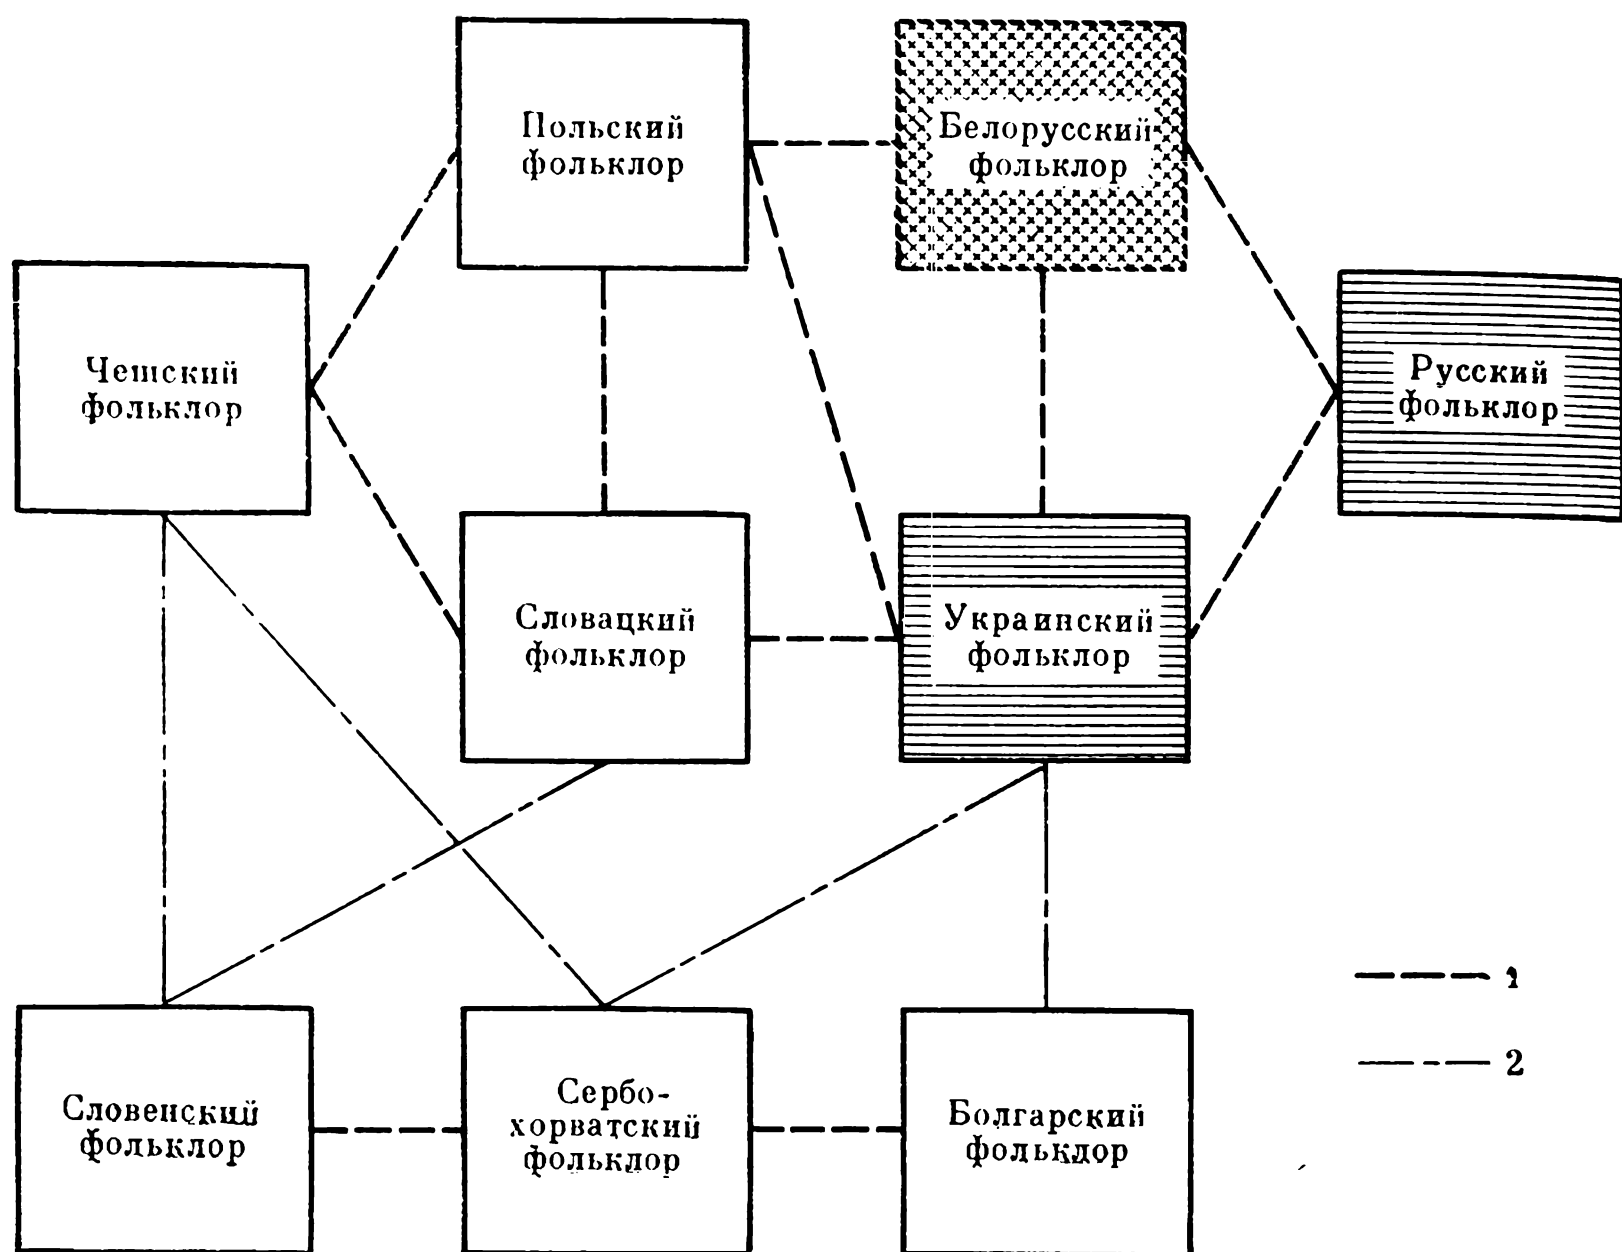 Польский
фольклор
Белорусский
фольклор
Чешский
фольклор
Русский
фольклор
Словацкий
фольклор
Украинский
фольклор
1
2
Словенский
фольклор
Сербо-
хорватский
фольклор
Болгарский
фольклор